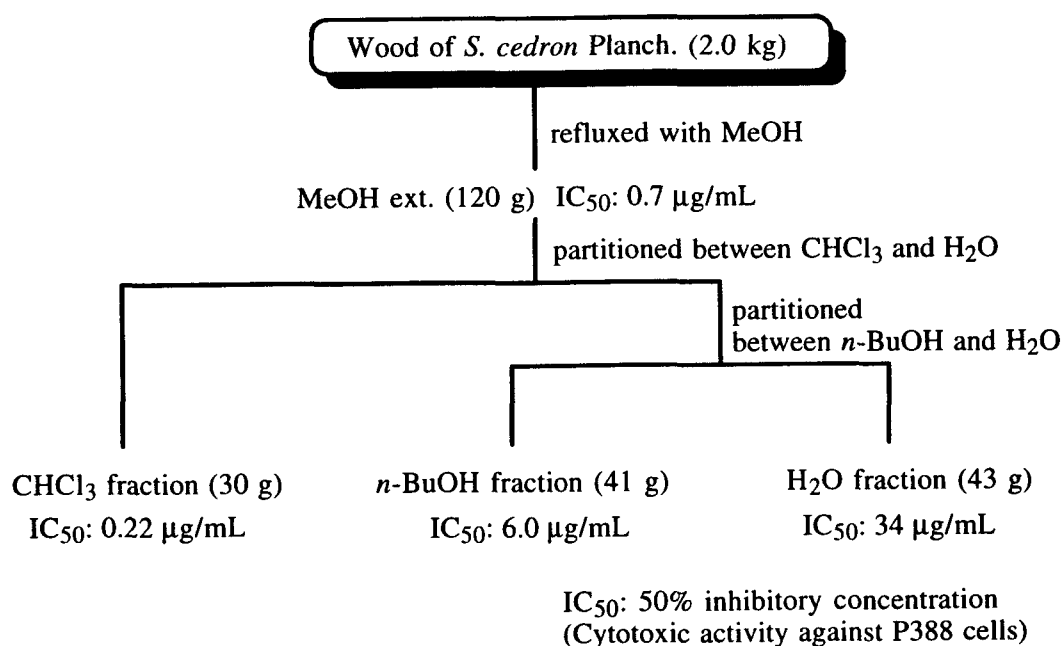 Wood of S. cedron Planch. (2.0 kg)
refluxed with MeOH
MeOH ext. (120 g) IC50: 0.7 μg/mL
partitioned between CHCl3 and H2O
partitioned
between n-BuOH and H2O
CHCl3 fraction (30 g)
IC50: 0.22 μg/mL
n-BuOH fraction (41 g)
IC50: 6.0 μg/mL
H2O fraction (43 g)
IC50: 34 μg/mL
IC50: 50% inhibitory concentration
(Cytotoxic activity against P388 cells)